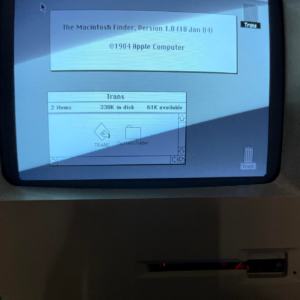 The Macintosh Finder, Version 1.0 (18 Jan 84)
©1984 Apple Computer
Trans
Trans
2 items 338K in disk 61K available
Trash